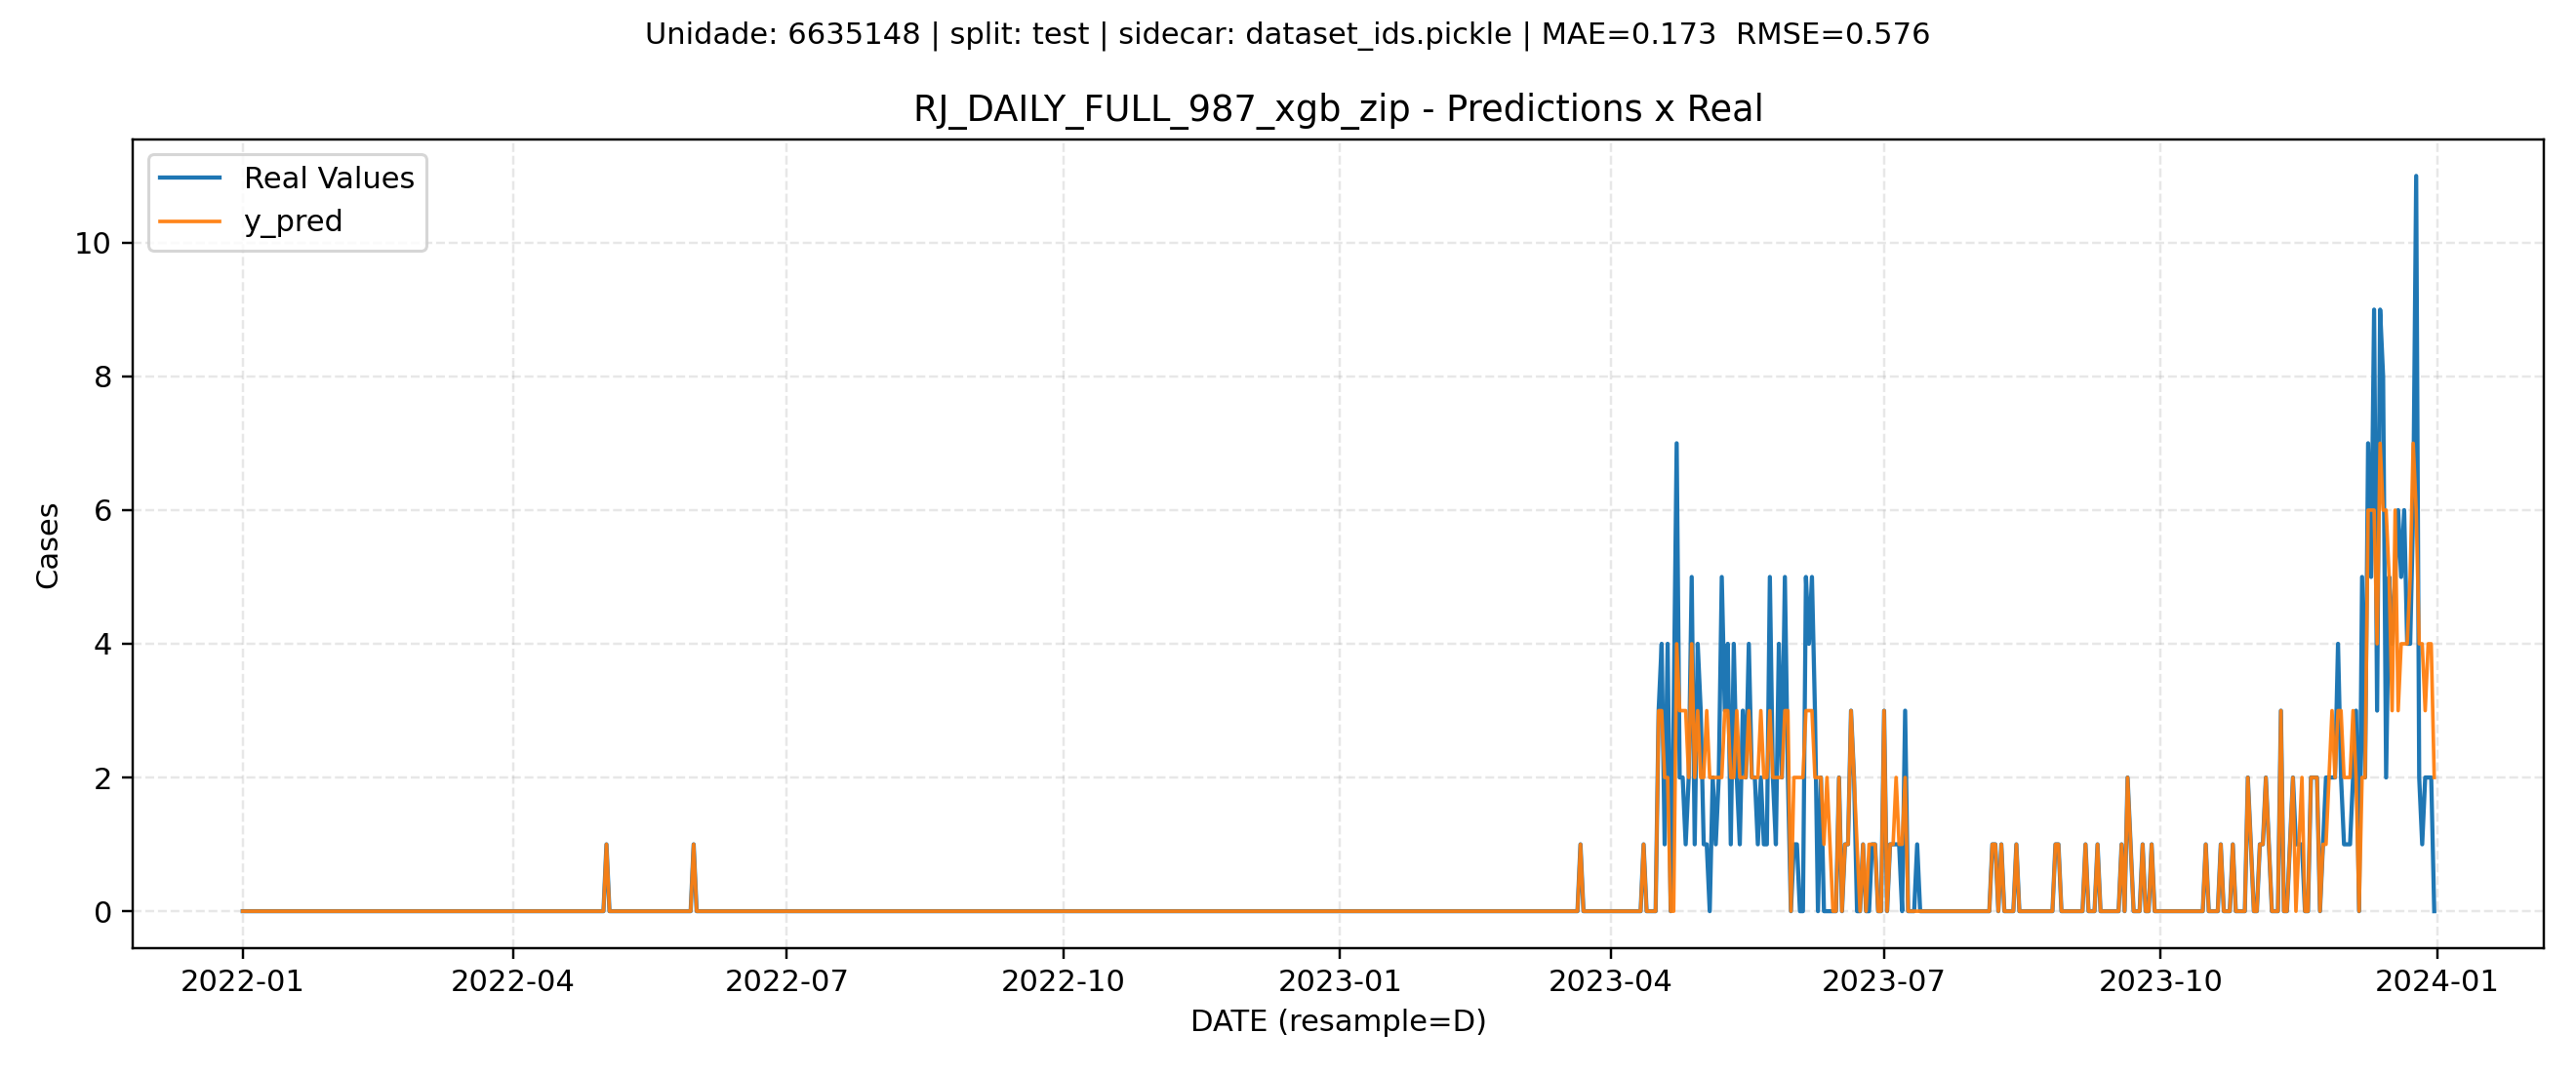 Unidade: 6635148 | split: test | sidecar: dataset_ids.pickle | MAE=0.173  RMSE=0.576
RJ_DAILY_FULL_987_xgb_zip - Predictions x Real
Real Values
y_pred
10
8
6
4
2
0
Cases
2022-01
2022-04
2022-07
2022-10
2023-01
2023-04
2023-07
2023-10
2024-01
DATE (resample=D)